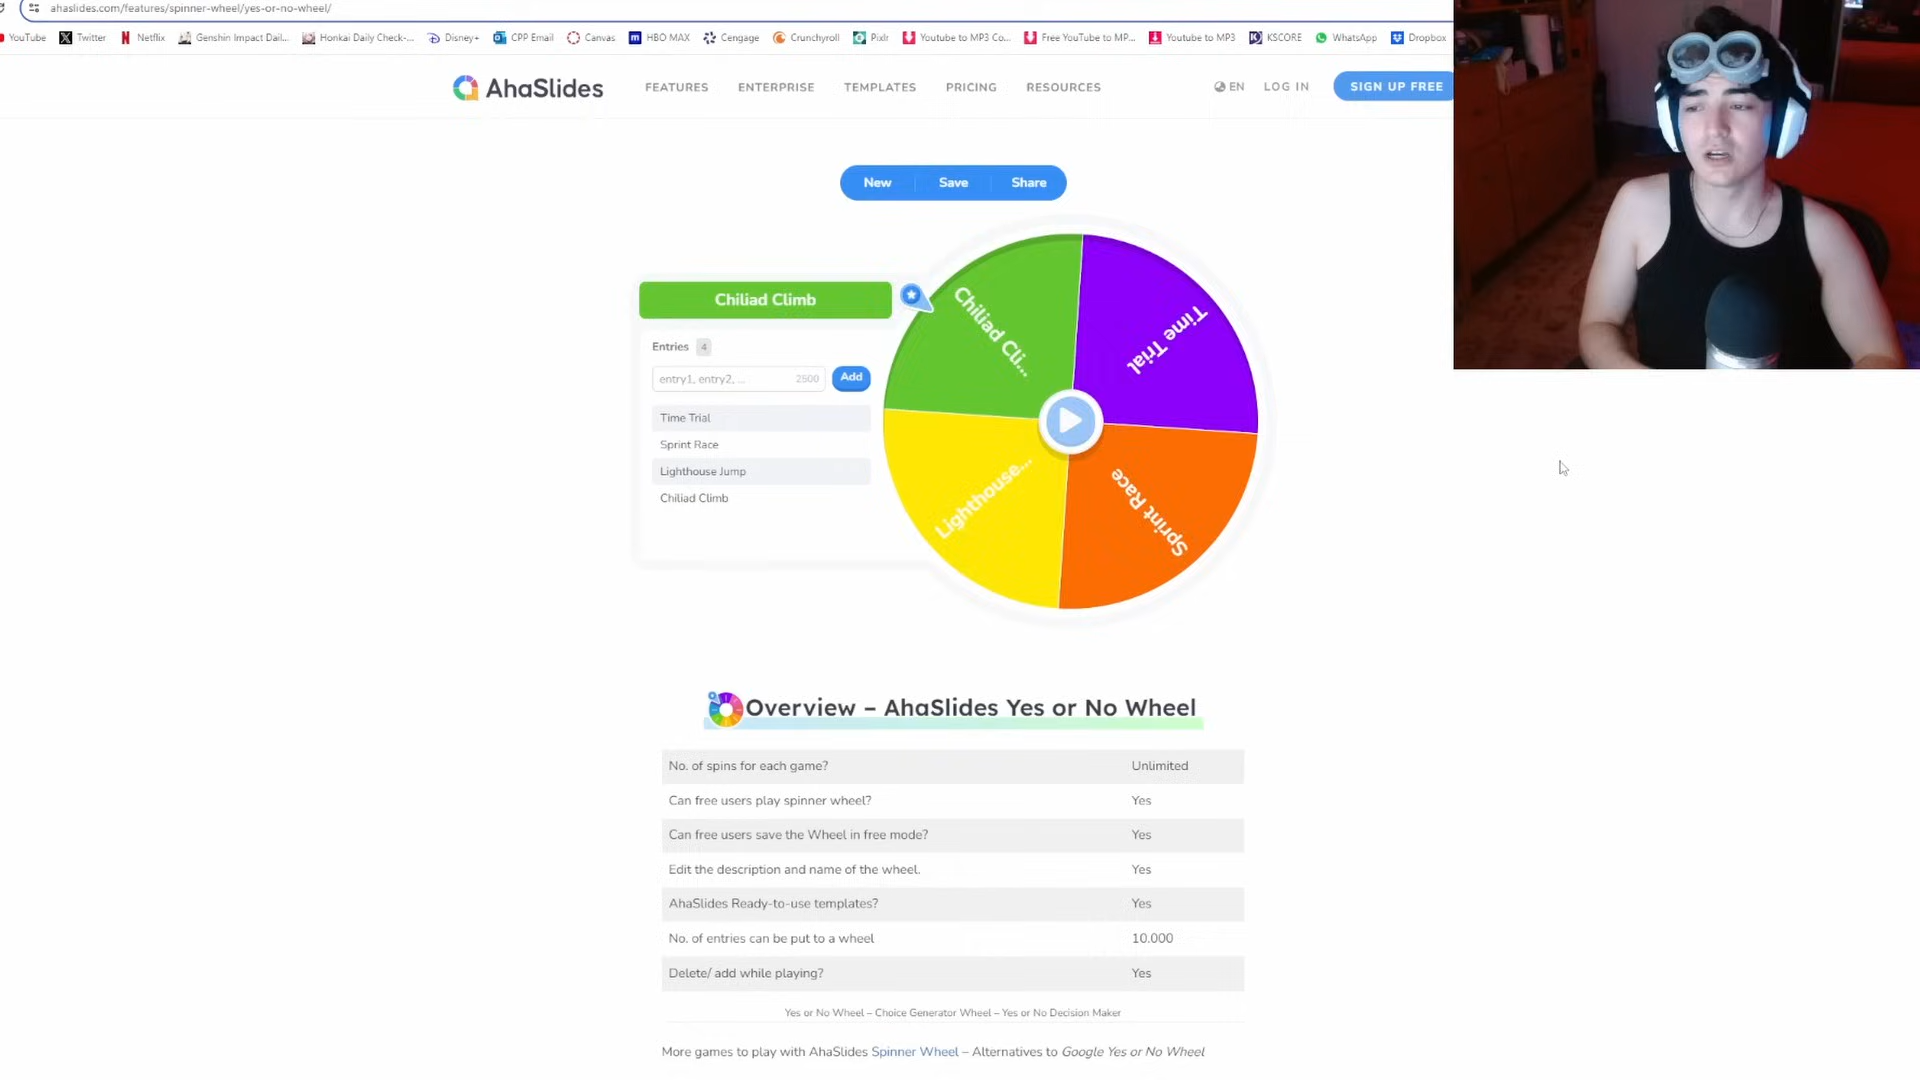 ahaslides.com/features/spinner-wheel/yes-or-no-wheel/
YouTube Twitter Netflix Genshin Impact Dail... Honkai Daily Check-... Disney+ CPP Email Canvas HBO MAX Cengage Crunchyroll Pixlr Youtube to MP3 Co... Free YouTube to MP... Youtube to MP3 KSCORE WhatsApp Dropbox
AhaSlides FEATURES ENTERPRISE TEMPLATES PRICING RESOURCES EN LOG IN SIGN UP FREE
New Save Share
Chiliad Climb
Entries 4
entry1, entry2, ... 2500 Add
Time Trial
Sprint Race
Lighthouse Jump
Chiliad Climb
Chiliad Cli...
Time Trial
Lighthouse...
Sprint Race
Overview – AhaSlides Yes or No Wheel
No. of spins for each game? Unlimited
Can free users play spinner wheel? Yes
Can free users save the Wheel in free mode? Yes
Edit the description and name of the wheel. Yes
AhaSlides Ready-to-use templates? Yes
No. of entries can be put to a wheel 10.000
Delete/ add while playing? Yes
Yes or No Wheel – Choice Generator Wheel – Yes or No Decision Maker
More games to play with AhaSlides Spinner Wheel – Alternatives to Google Yes or No Wheel